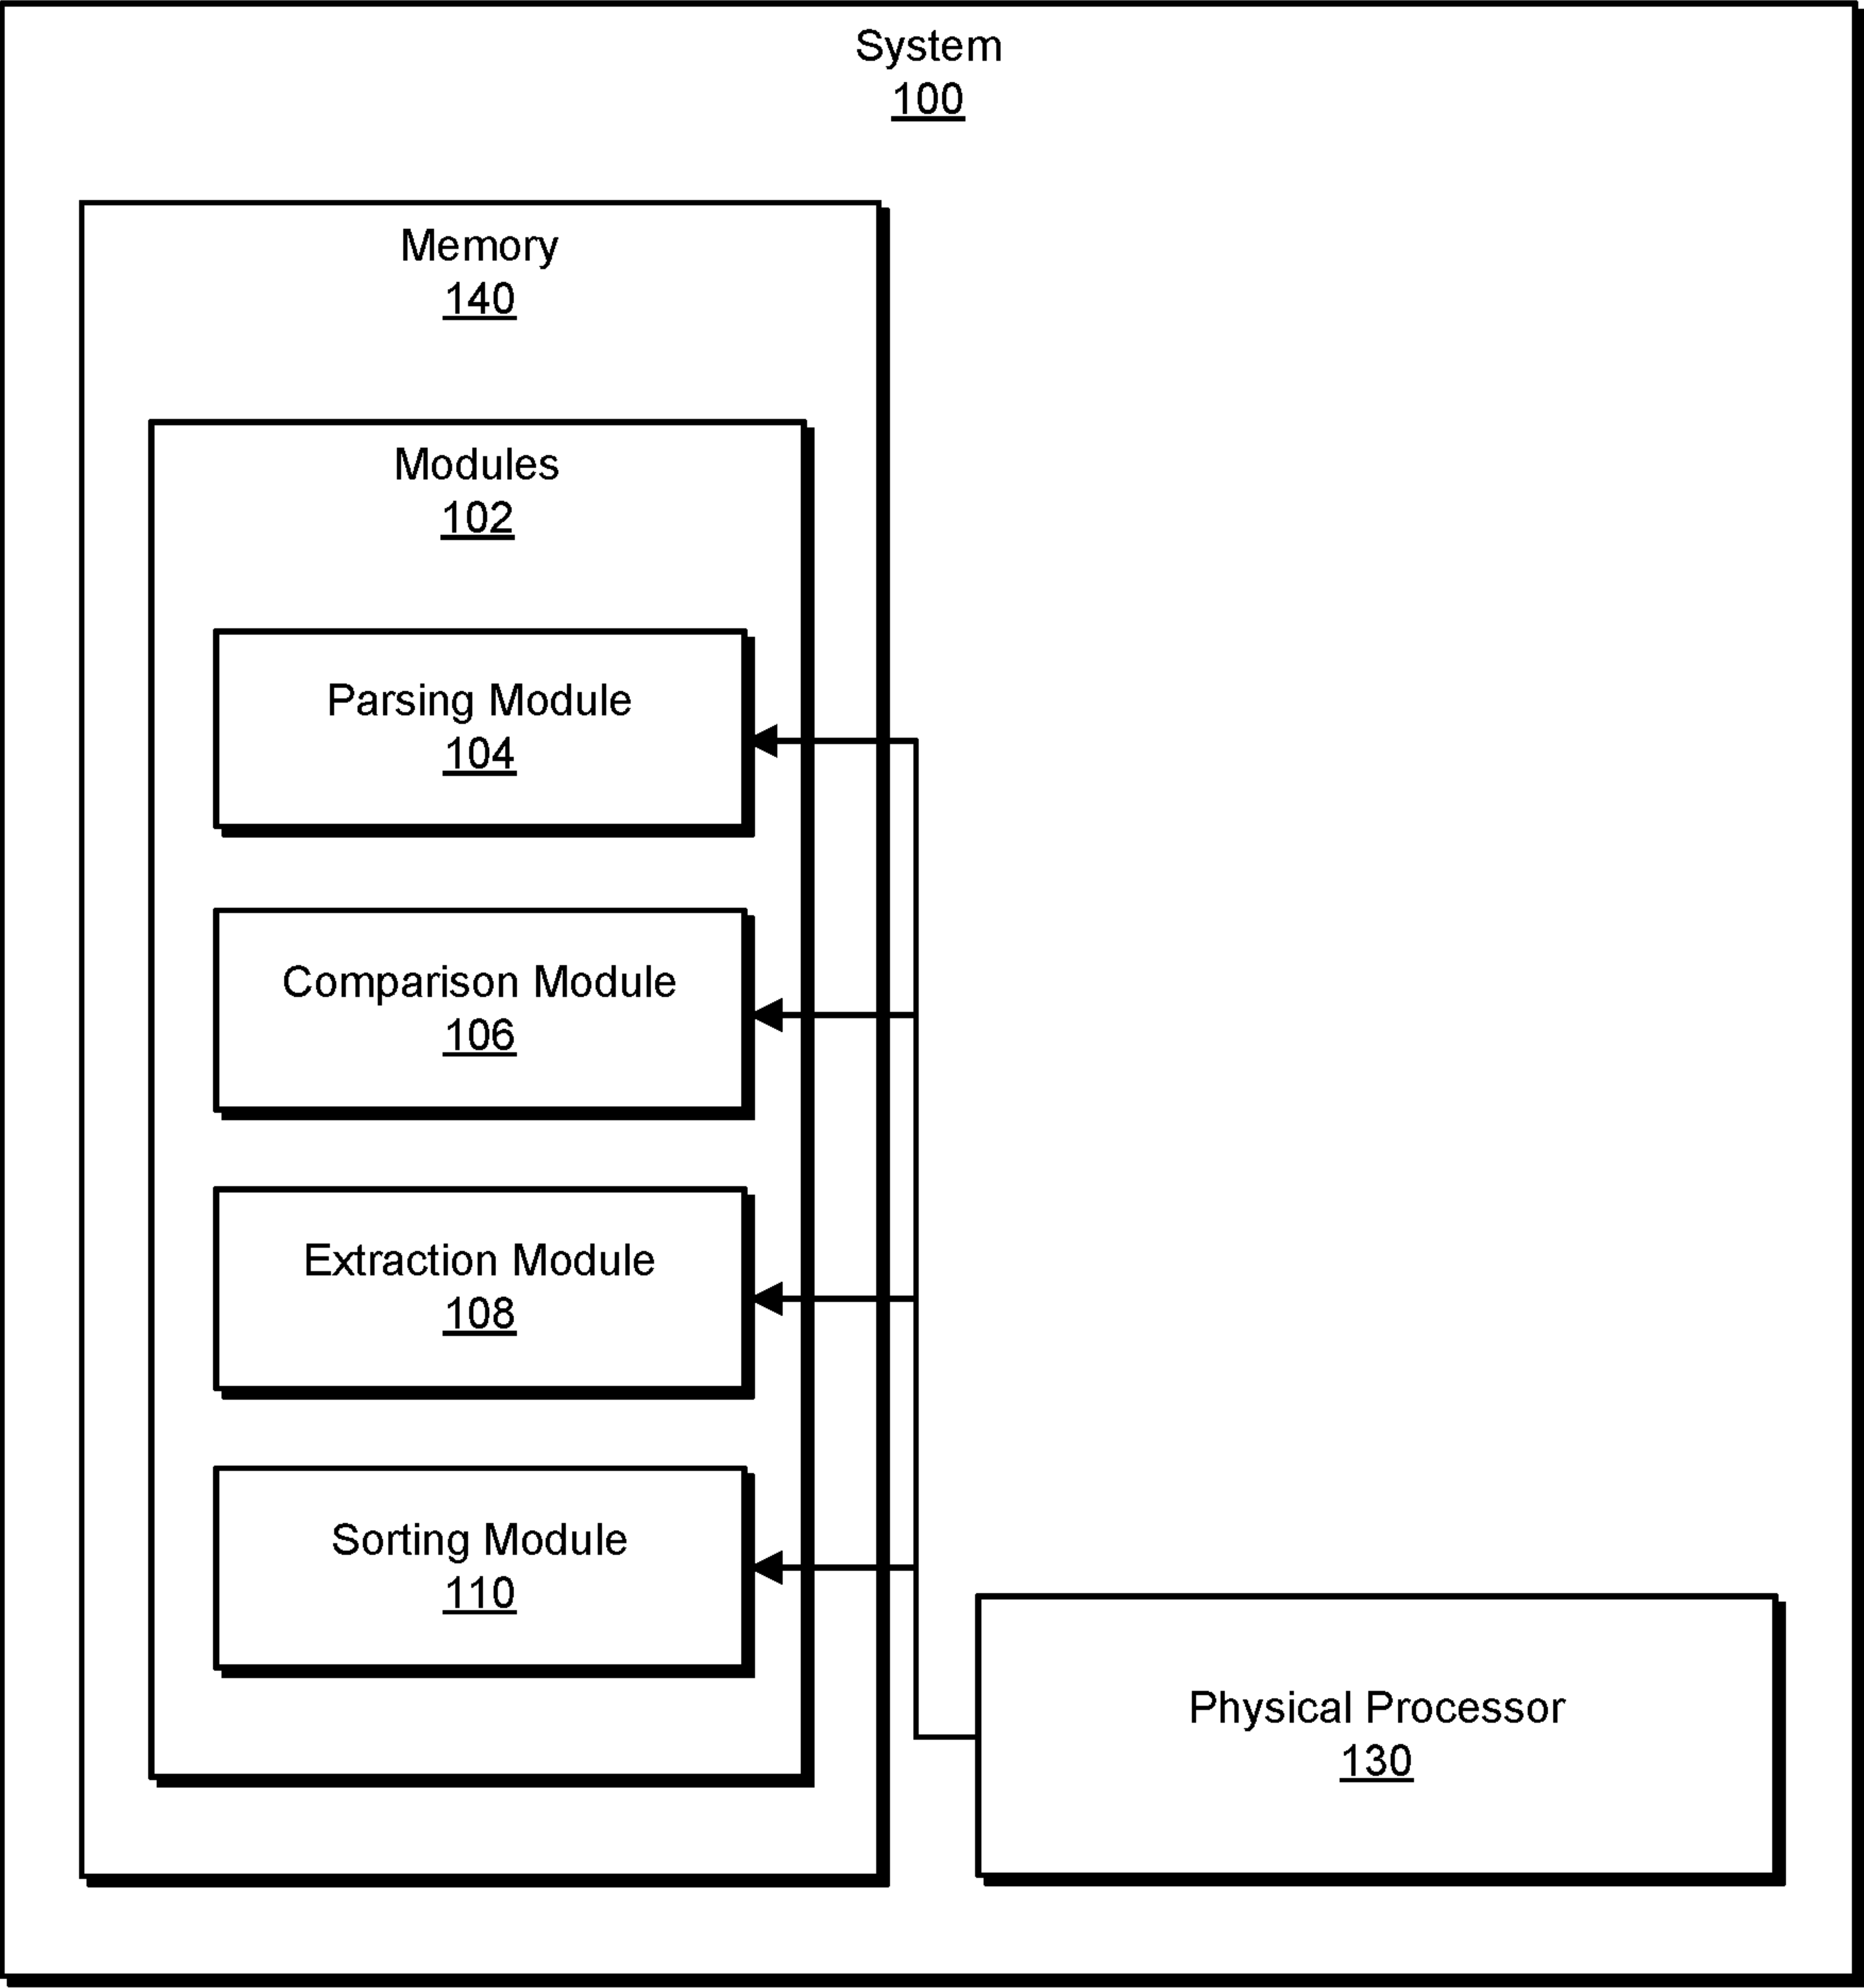 System
100
Memory
140
Modules
102
Parsing Module
104
Comparison Module
106
Extraction Module
108
Sorting Module
110
Physical Processor
130